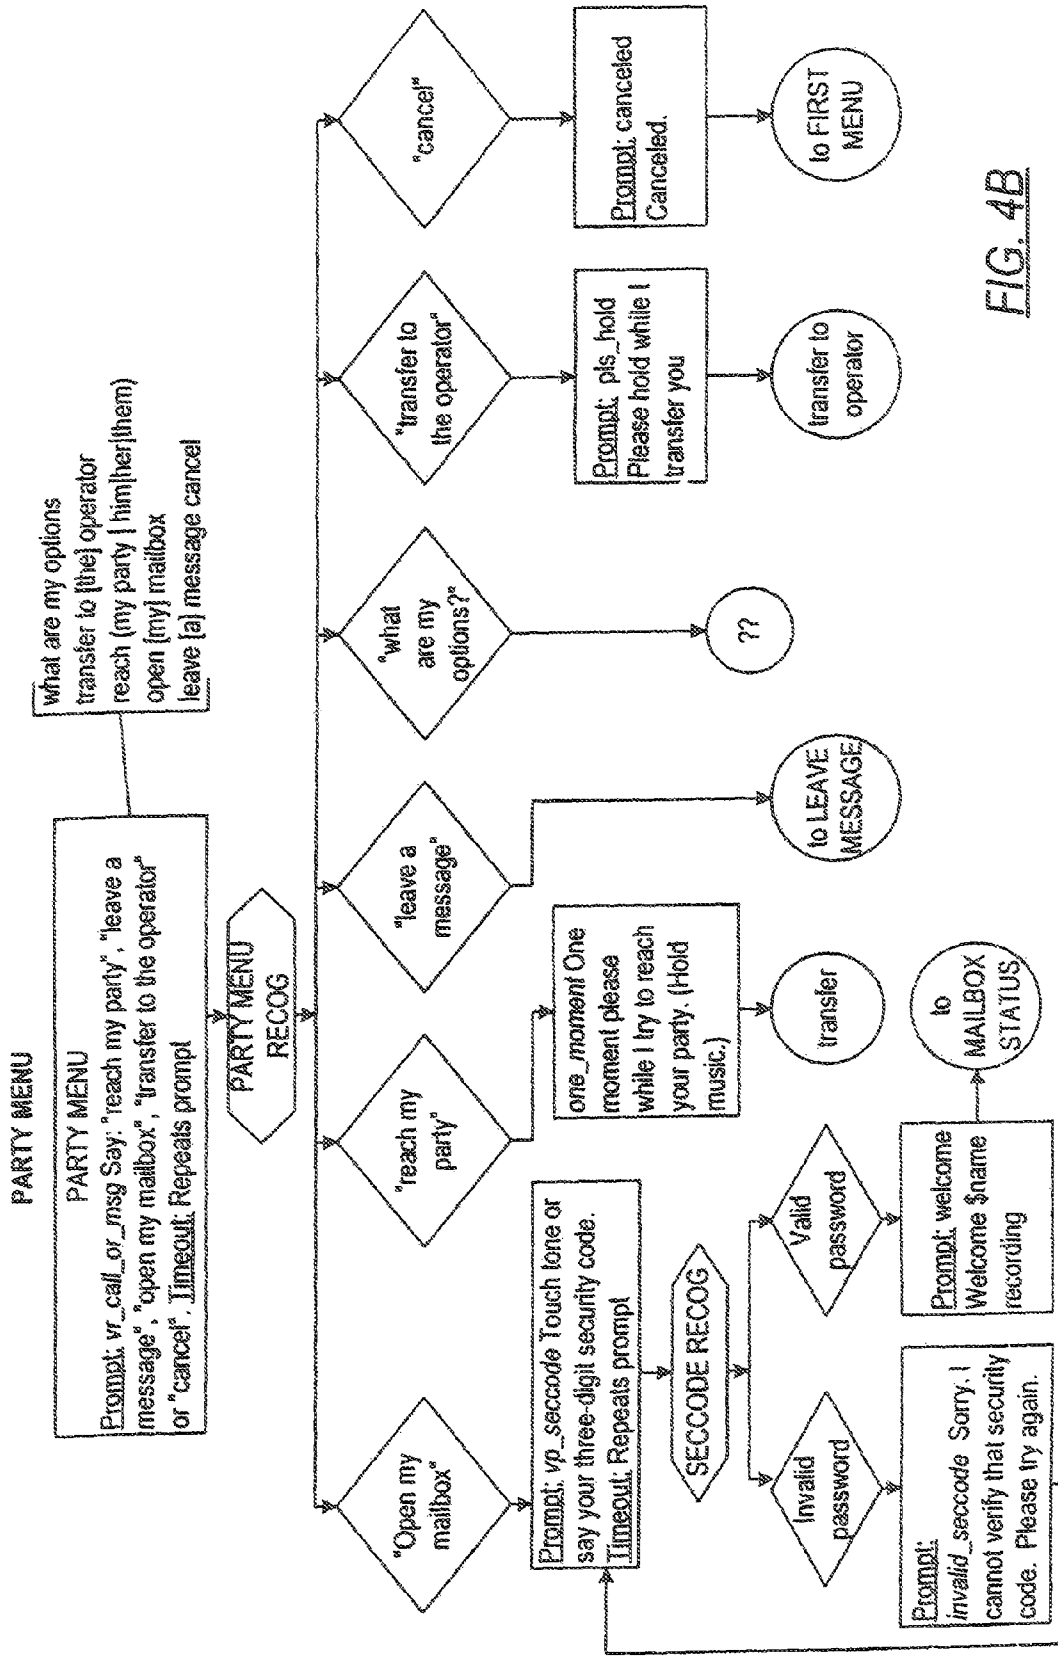 PARTY MENU
PARTY MENU
Prompt: vr_call_or_msg Say: "reach my party", "leave a
message", "open my mailbox", "transfer to the operator"
or "cancel". Timeout: Repeats prompt
what are my options
transfer to [the] operator
reach (my party | him|her|them)
open [my] mailbox
leave [a] message cancel
PARTY MENU
RECOG
"Open my
mailbox"
"reach my
party"
"leave a
message"
"what
are my
options?"
"transfer to
the operator"
"cancel"
Prompt: vp_seccode Touch tone or
say your three-digit security code.
Timeout: Repeats prompt
one_moment One
moment please
while I try to reach
your party. (Hold
music.)
Prompt: pls_hold
Please hold while I
transfer you
Prompt: canceled
Canceled.
SECCODE RECOG
transfer
to LEAVE
MESSAGE
??
transfer to
operator
to FIRST
MENU
Invalid
password
Valid
password
Prompt:
invalid_seccode Sorry. I
cannot verify that security
code. Please try again.
Prompt: welcome
Welcome $name
recording
to
MAILBOX
STATUS
FIG. 4B